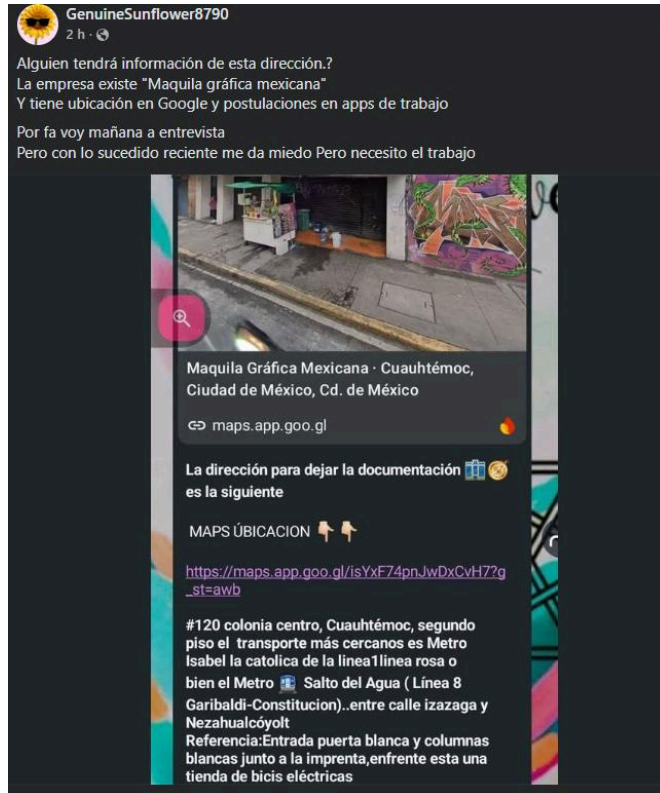 GenuineSunflower8790
2 h ·
Alguien tendrá información de esta dirección.?
La empresa existe "Maquila gráfica mexicana"
Y tiene ubicación en Google y postulaciones en apps de trabajo
Por fa voy mañana a entrevista
Pero con lo sucedido reciente me da miedo Pero necesito el trabajo
Maquila Gráfica Mexicana · Cuauhtémoc,
Ciudad de México, Cd. de México
maps.app.goo.gl
La dirección para dejar la documentación
es la siguiente
MAPS ÚBICACION 👇🏻👇🏻
https://maps.app.goo.gl/isYxF74pnJwDxCvH7?g
_st=awb
#120 colonia centro, Cuauhtémoc, segundo
piso el transporte más cercanos es Metro
Isabel la catolica de la linea1linea rosa o
bien el Metro 🚇 Salto del Agua ( Línea 8
Garibaldi-Constitucion)..entre calle izazaga y
Nezahualcóyolt
Referencia:Entrada puerta blanca y columnas
blancas junto a la imprenta,enfrente esta una
tienda de bicis eléctricas